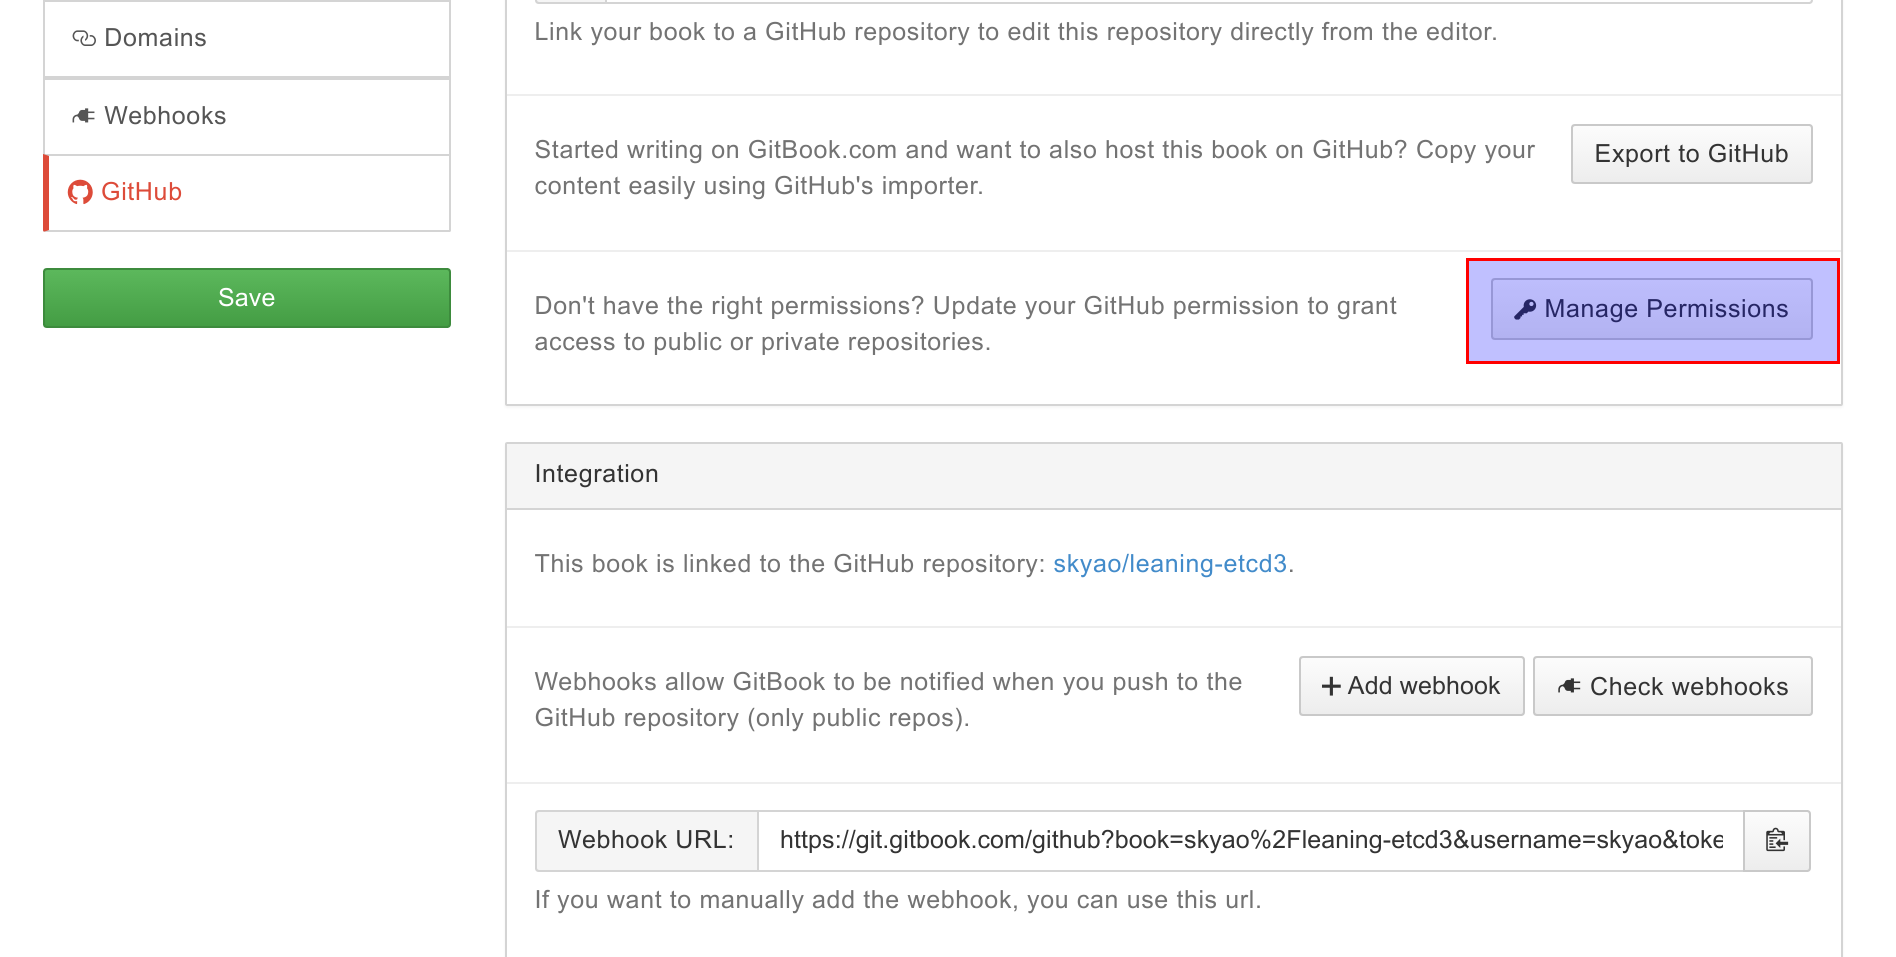 Domains
Webhooks
GitHub
Save
Link your book to a GitHub repository to edit this repository directly from the editor.
Started writing on GitBook.com and want to also host this book on GitHub? Copy your
content easily using GitHub's importer.
Export to GitHub
Don't have the right permissions? Update your GitHub permission to grant
access to public or private repositories.
Manage Permissions
Integration
This book is linked to the GitHub repository: skyao/leaning-etcd3.
Webhooks allow GitBook to be notified when you push to the
GitHub repository (only public repos).
Add webhook
Check webhooks
Webhook URL:
https://git.gitbook.com/github?book=skyao%2Fleaning-etcd3&username=skyao&toke
If you want to manually add the webhook, you can use this url.